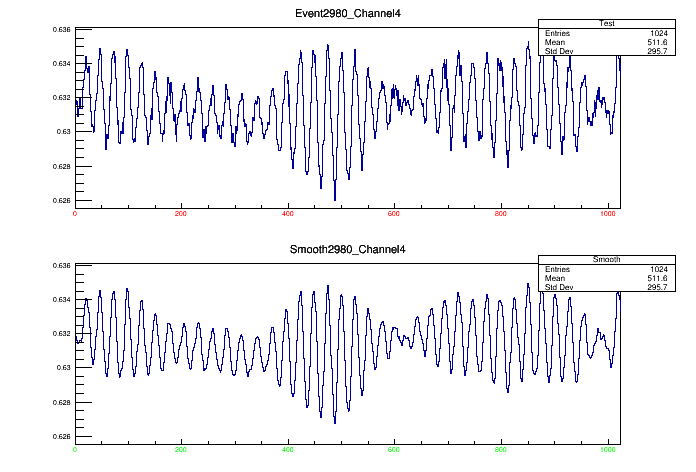 Event2980_Channel4
Test
Entries 1024
Mean 511.6
Std Dev 295.7
0.636
0.634
0.632
0.63
0.628
0.626
0 200 400 600 800 1000
Smooth2980_Channel4
Smooth
Entries 1024
Mean 511.6
Std Dev 295.7
0.636
0.634
0.632
0.63
0.628
0.626
0 200 400 600 800 1000